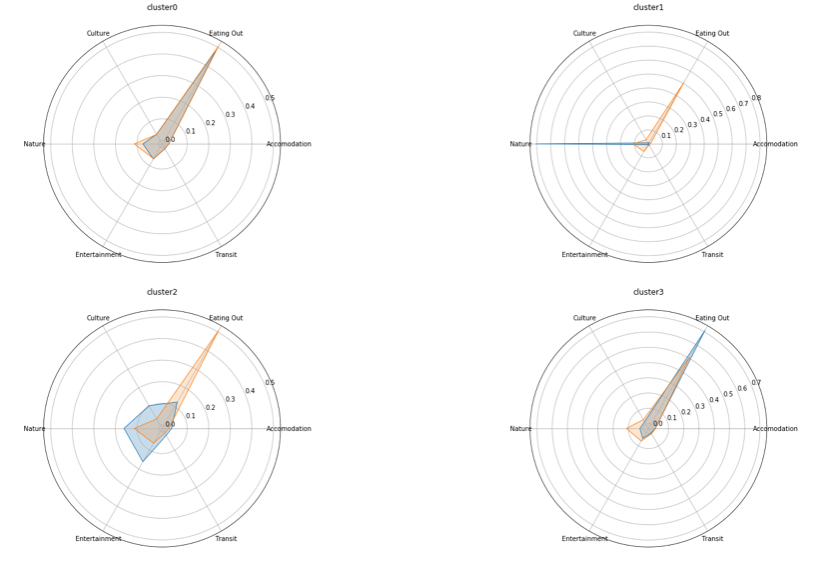 cluster0
Culture
Eating Out
Nature
Accomodation
Entertainment
Transit
0.0
0.1
0.2
0.3
0.4
0.5
cluster1
Culture
Eating Out
Nature
Accomodation
Entertainment
Transit
0.1
0.2
0.3
0.4
0.5
0.6
0.7
0.8
cluster2
Culture
Eating Out
Nature
Accomodation
Entertainment
Transit
0.0
0.1
0.2
0.3
0.4
0.5
cluster3
Culture
Eating Out
Nature
Accomodation
Entertainment
Transit
0.0
0.1
0.2
0.3
0.4
0.5
0.6
0.7